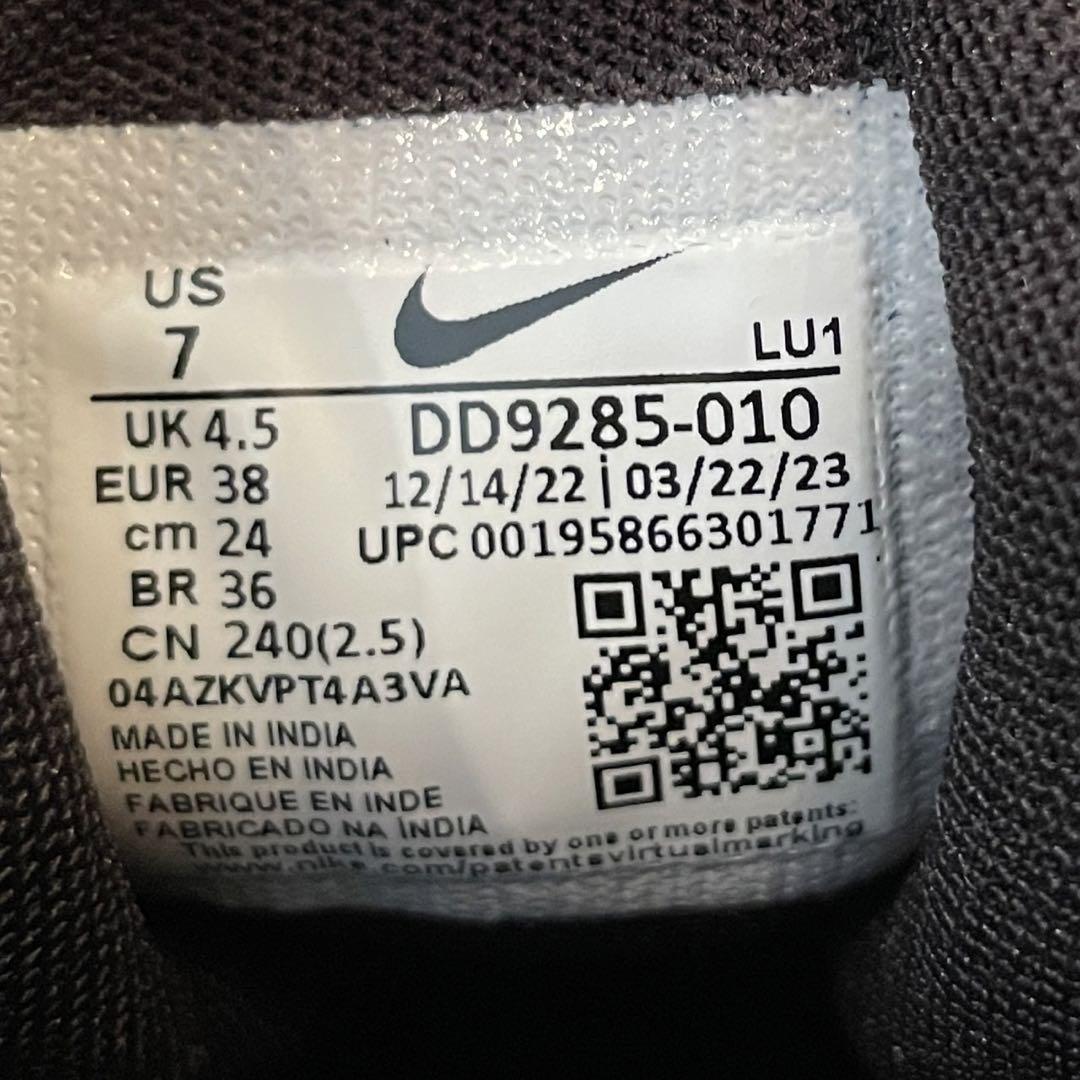 US
7
LU1
UK 4.5
EUR 38
cm 24
BR 36
CN 240(2.5)
DD9285-010
12/14/22 | 03/22/23
UPC 00195866301771
04AZKVPT4A3VA
MADE IN INDIA
HECHO EN INDIA
FABRIQUE EN INDE
FABRICADO NA ÍNDIA
This product is covered by one or more patents:
www.nike.com/patentsvirtualmarking